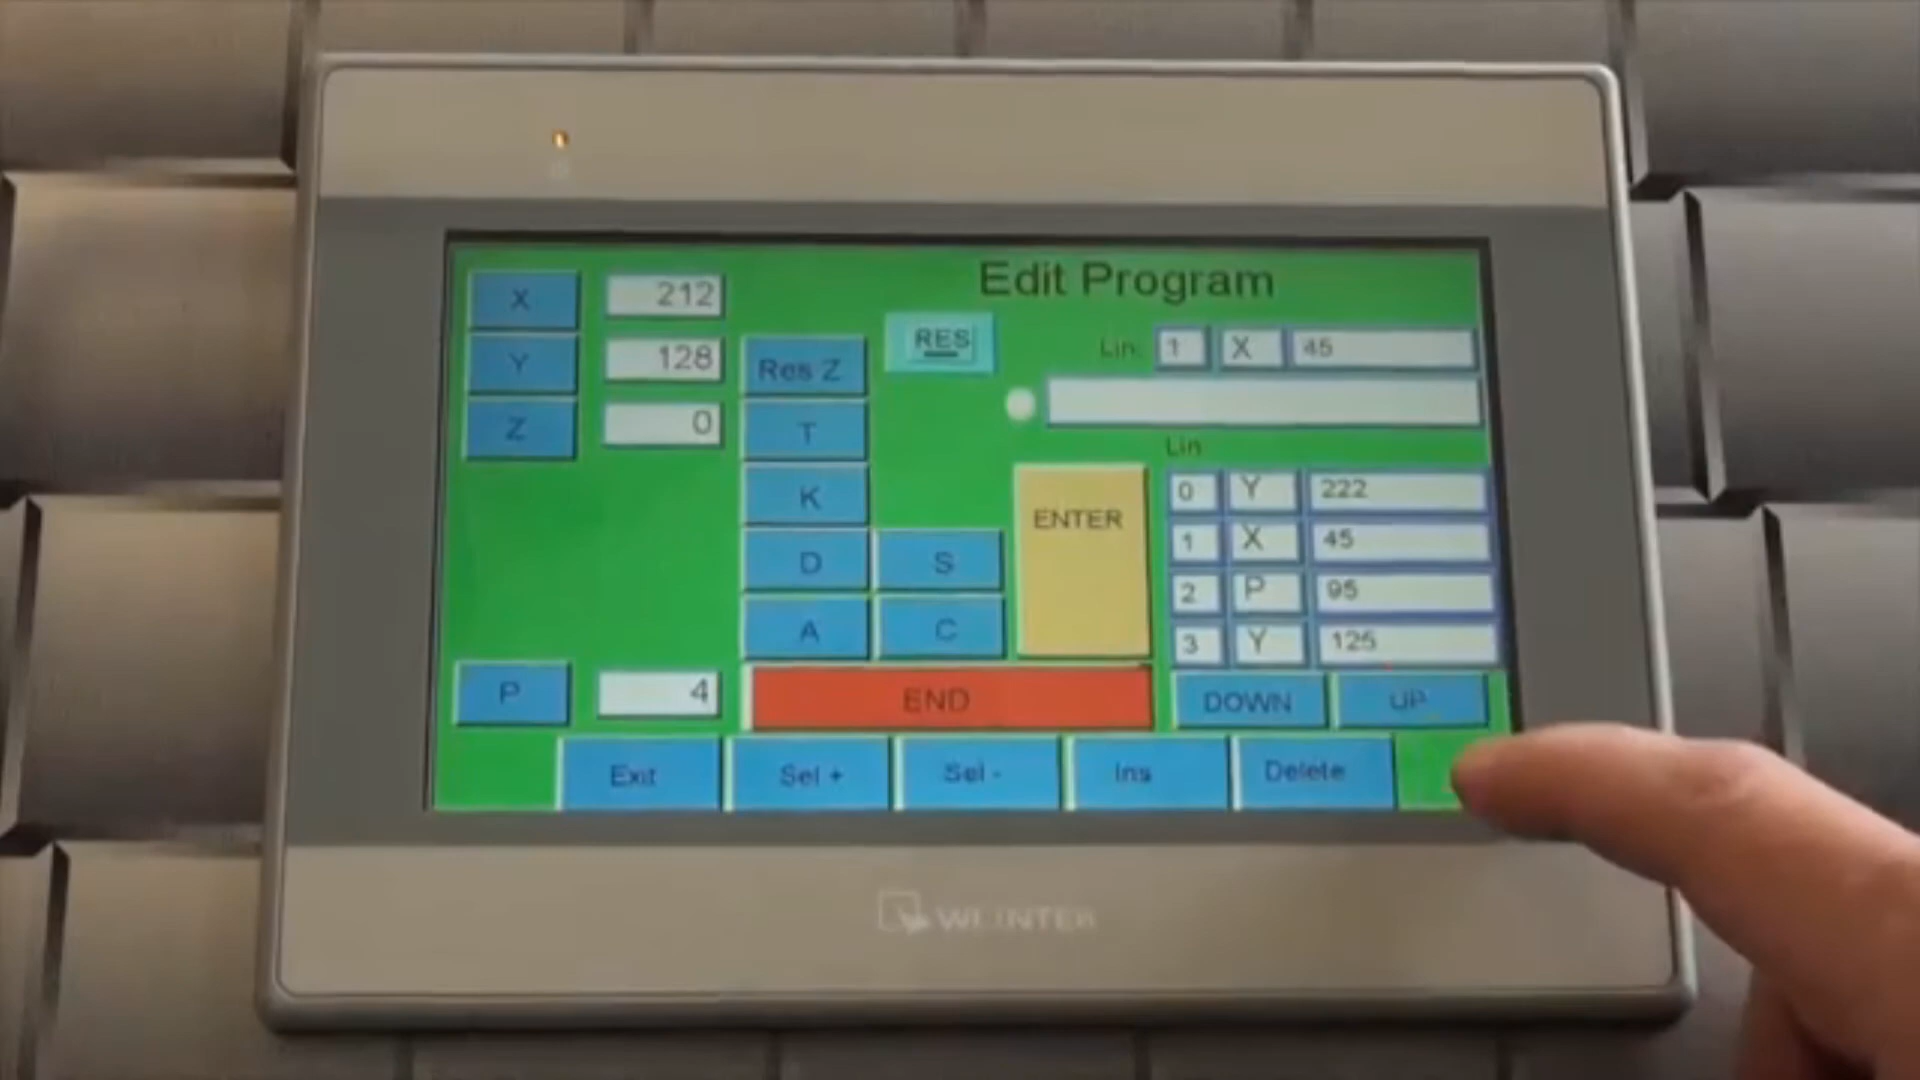 Edit Program
X 212
RES
Lin. 1 X 45
Y 128
Res Z
Z 0
T
Lin
K
ENTER
0 Y 222
1 X 45
D S
2 P 95
A C
3 Y 125
P 4
END
DOWN UP
Exit Sel + Sel - Ins Delete
WEINTEK